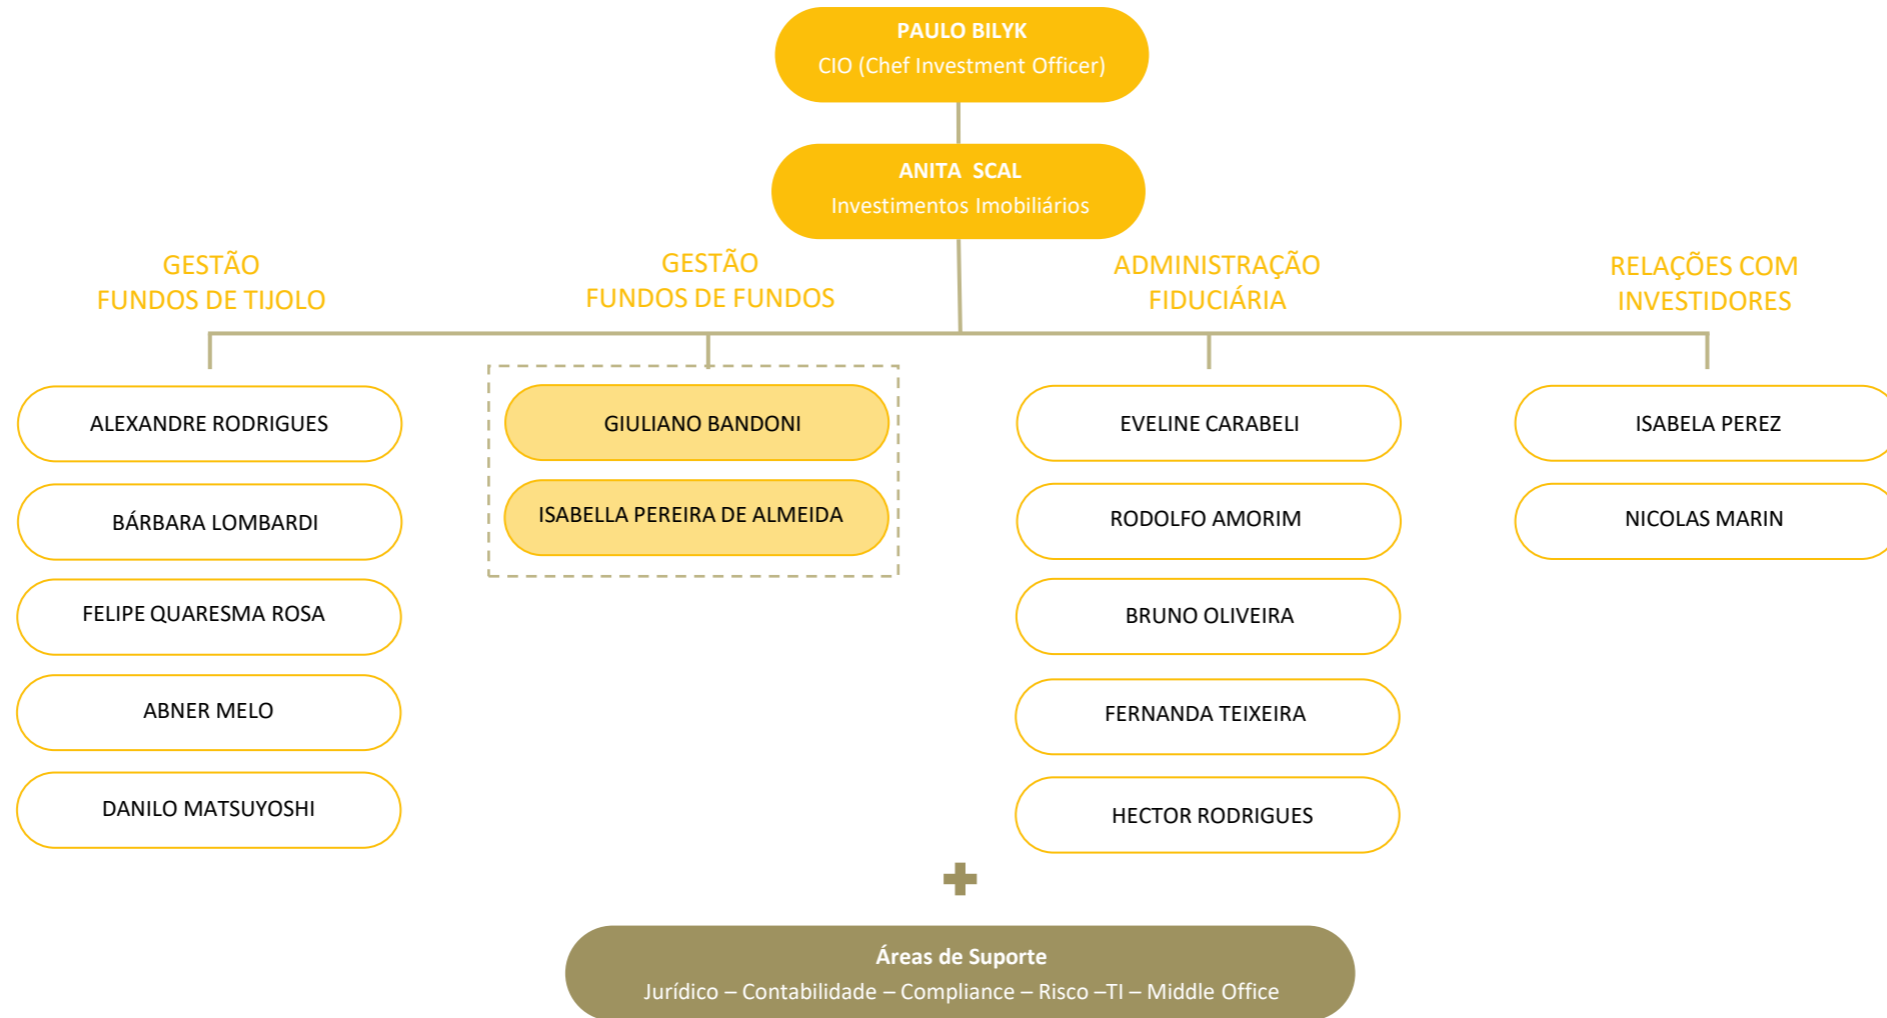 PAULO BILYK
CIO (Chef Investment Officer)
ANITA SCAL
Investimentos Imobiliários
GESTÃO
FUNDOS DE TIJOLO
ALEXANDRE RODRIGUES
BÁRBARA LOMBARDI
FELIPE QUARESMA ROSA
ABNER MELO
DANILO MATSUYOSHI
GESTÃO
FUNDOS DE FUNDOS
GIULIANO BANDONI
ISABELLA PEREIRA DE ALMEIDA
ADMINISTRAÇÃO
FIDUCIÁRIA
EVELINE CARABELI
RODOLFO AMORIM
BRUNO OLIVEIRA
FERNANDA TEIXEIRA
HECTOR RODRIGUES
RELAÇÕES COM
INVESTIDORES
ISABELA PEREZ
NICOLAS MARIN
Áreas de Suporte
Jurídico – Contabilidade – Compliance – Risco –TI – Middle Office